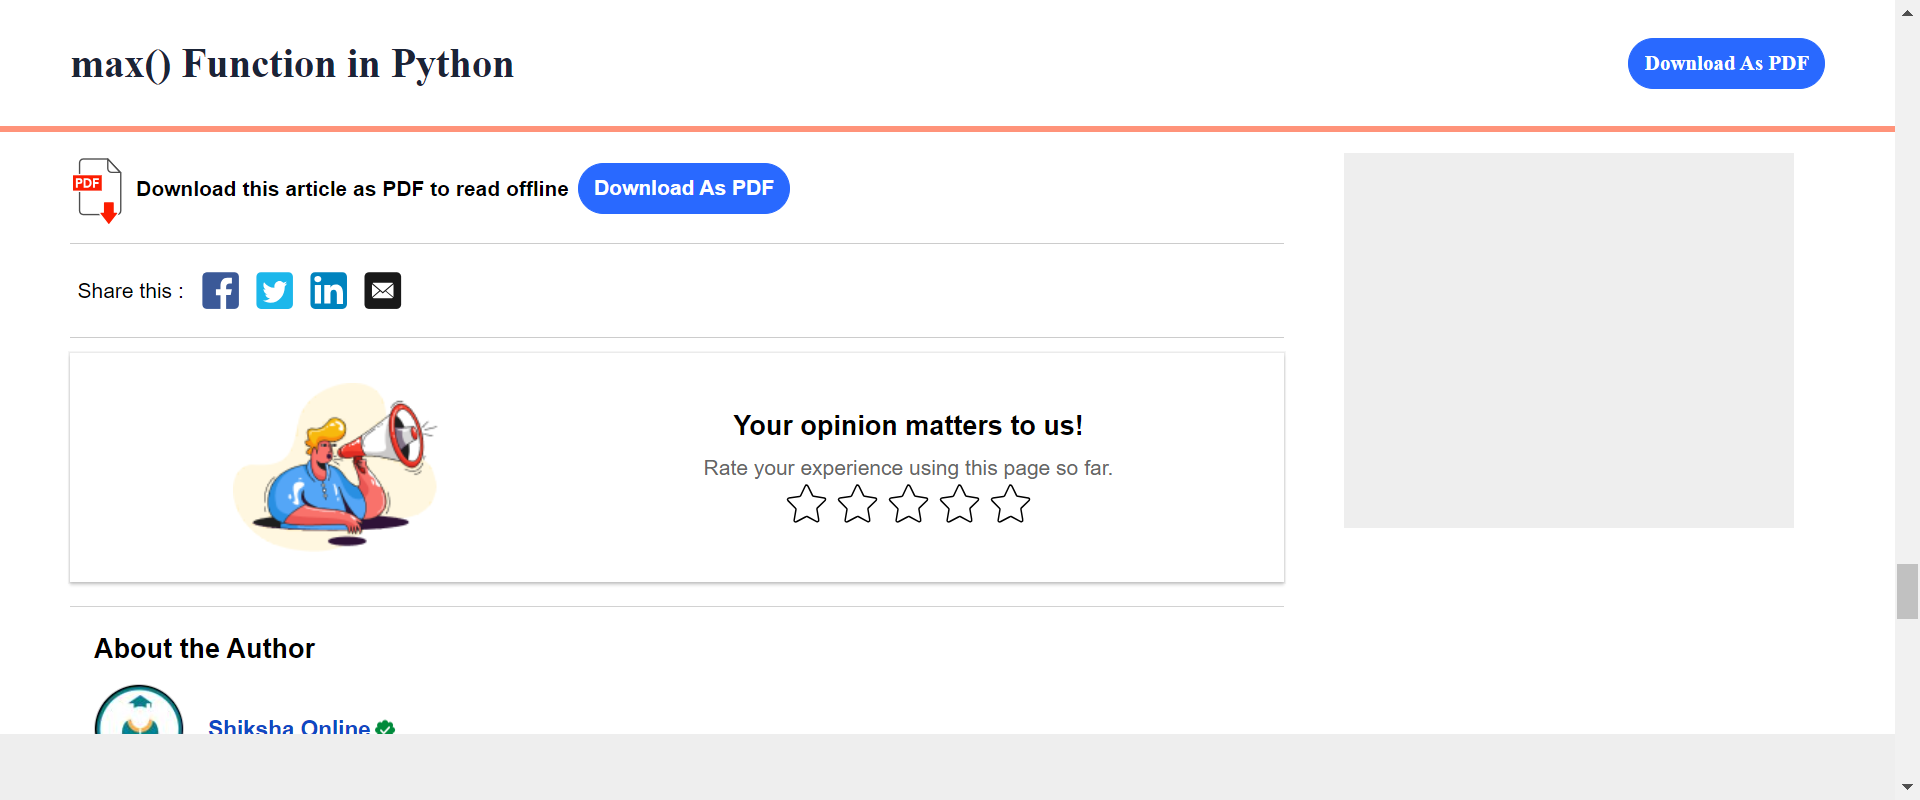 max() Function in Python
Download As PDF
PDF
Download this article as PDF to read offline
Download As PDF
Share this :
Your opinion matters to us!
Rate your experience using this page so far.
About the Author
Shiksha Online